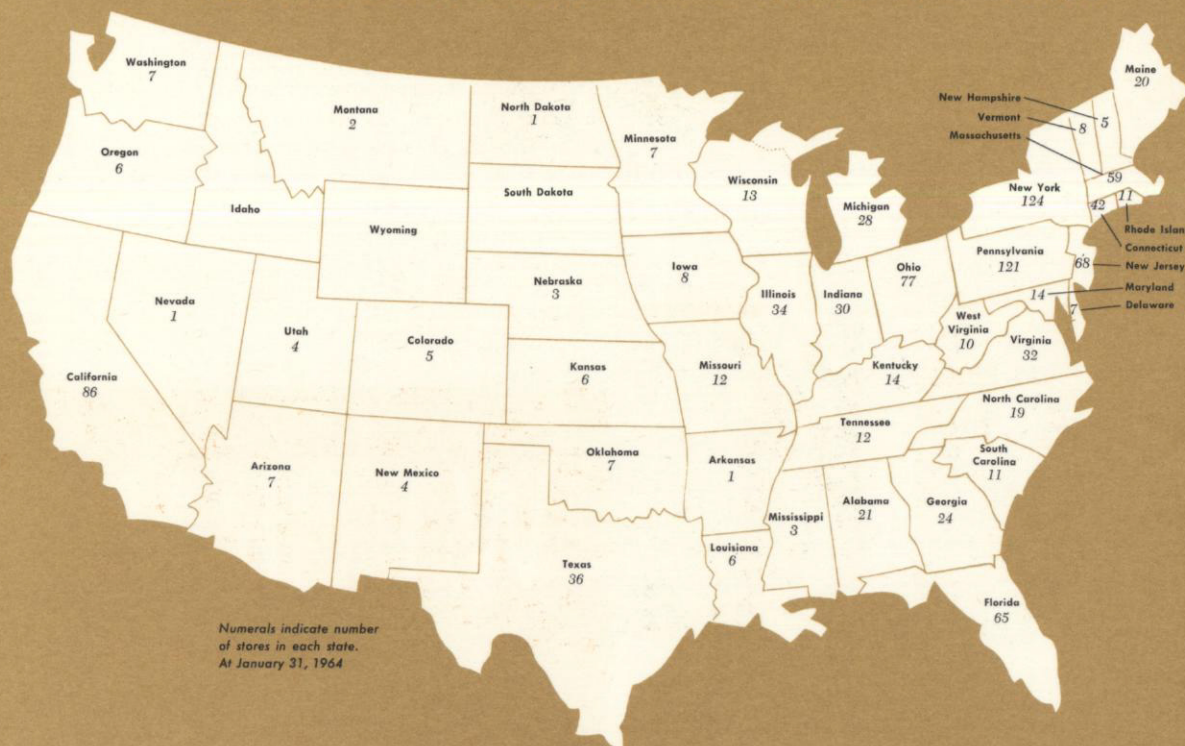 Washington
7
Oregon
6
California
86
Nevada
1
Idaho
Montana
2
Wyoming
Utah
4
Colorado
5
Arizona
7
New Mexico
4
North Dakota
1
South Dakota
Nebraska
3
Kansas
6
Oklahoma
7
Texas
36
Minnesota
7
Iowa
8
Missouri
12
Arkansas
1
Louisiana
6
Wisconsin
13
Illinois
34
Michigan
28
Indiana
30
Ohio
77
Kentucky
14
Tennessee
12
Mississippi
3
Alabama
21
Georgia
24
Florida
65
South
Carolina
11
North Carolina
19
Virginia
32
West
Virginia
10
Pennsylvania
121
New York
124
Maine
20
New Hampshire
5
Vermont
8
Massachusetts
59
Rhode Islan
11
Connecticut
42
New Jersey
68
Maryland
14
Delaware
7
Numerals indicate number
of stores in each state.
At January 31, 1964